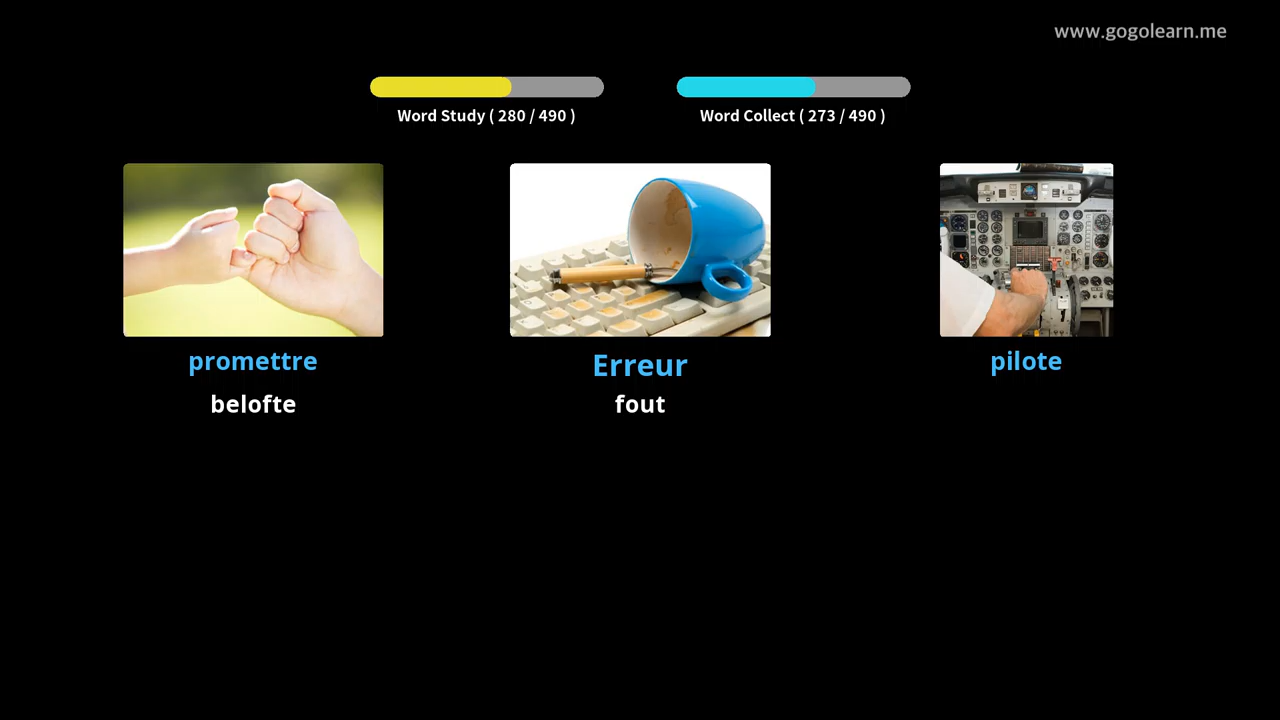 www.gogolearn.me
Word Study ( 280 / 490 )
Word Collect ( 273 / 490 )
promettre
Erreur
pilote
belofte
fout